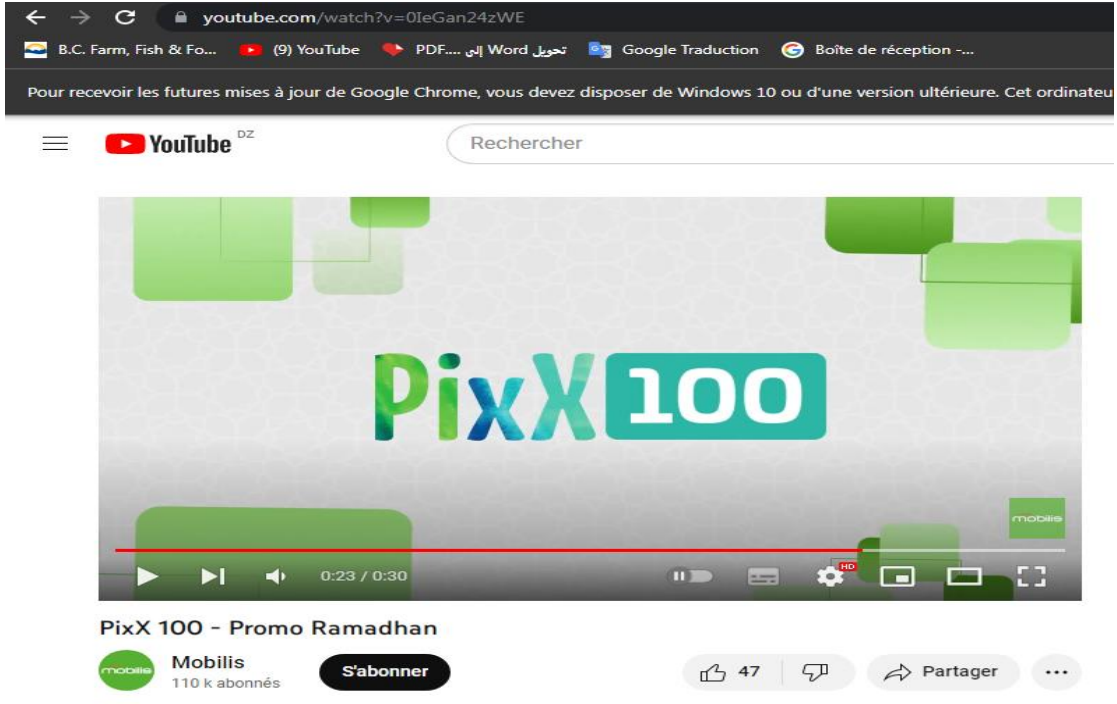 youtube.com/watch?v=0IeGan24zWE
B.C. Farm, Fish & Fo... (9) YouTube PDF.... إلى Word تحويل Google Traduction Boîte de réception -...
Pour recevoir les futures mises à jour de Google Chrome, vous devez disposer de Windows 10 ou d'une version ultérieure. Cet ordinateu
YouTube DZ Rechercher
PixX 100
mobilis
0:23 / 0:30 HD
PixX 100 - Promo Ramadhan
mobilis Mobilis S'abonner 47 Partager
110 k abonnés